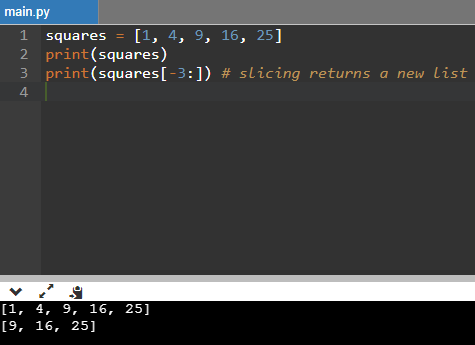 main.py
1 squares = [1, 4, 9, 16, 25]
2 print(squares)
3 print(squares[-3:]) # slicing returns a new list
4
[1, 4, 9, 16, 25]
[9, 16, 25]